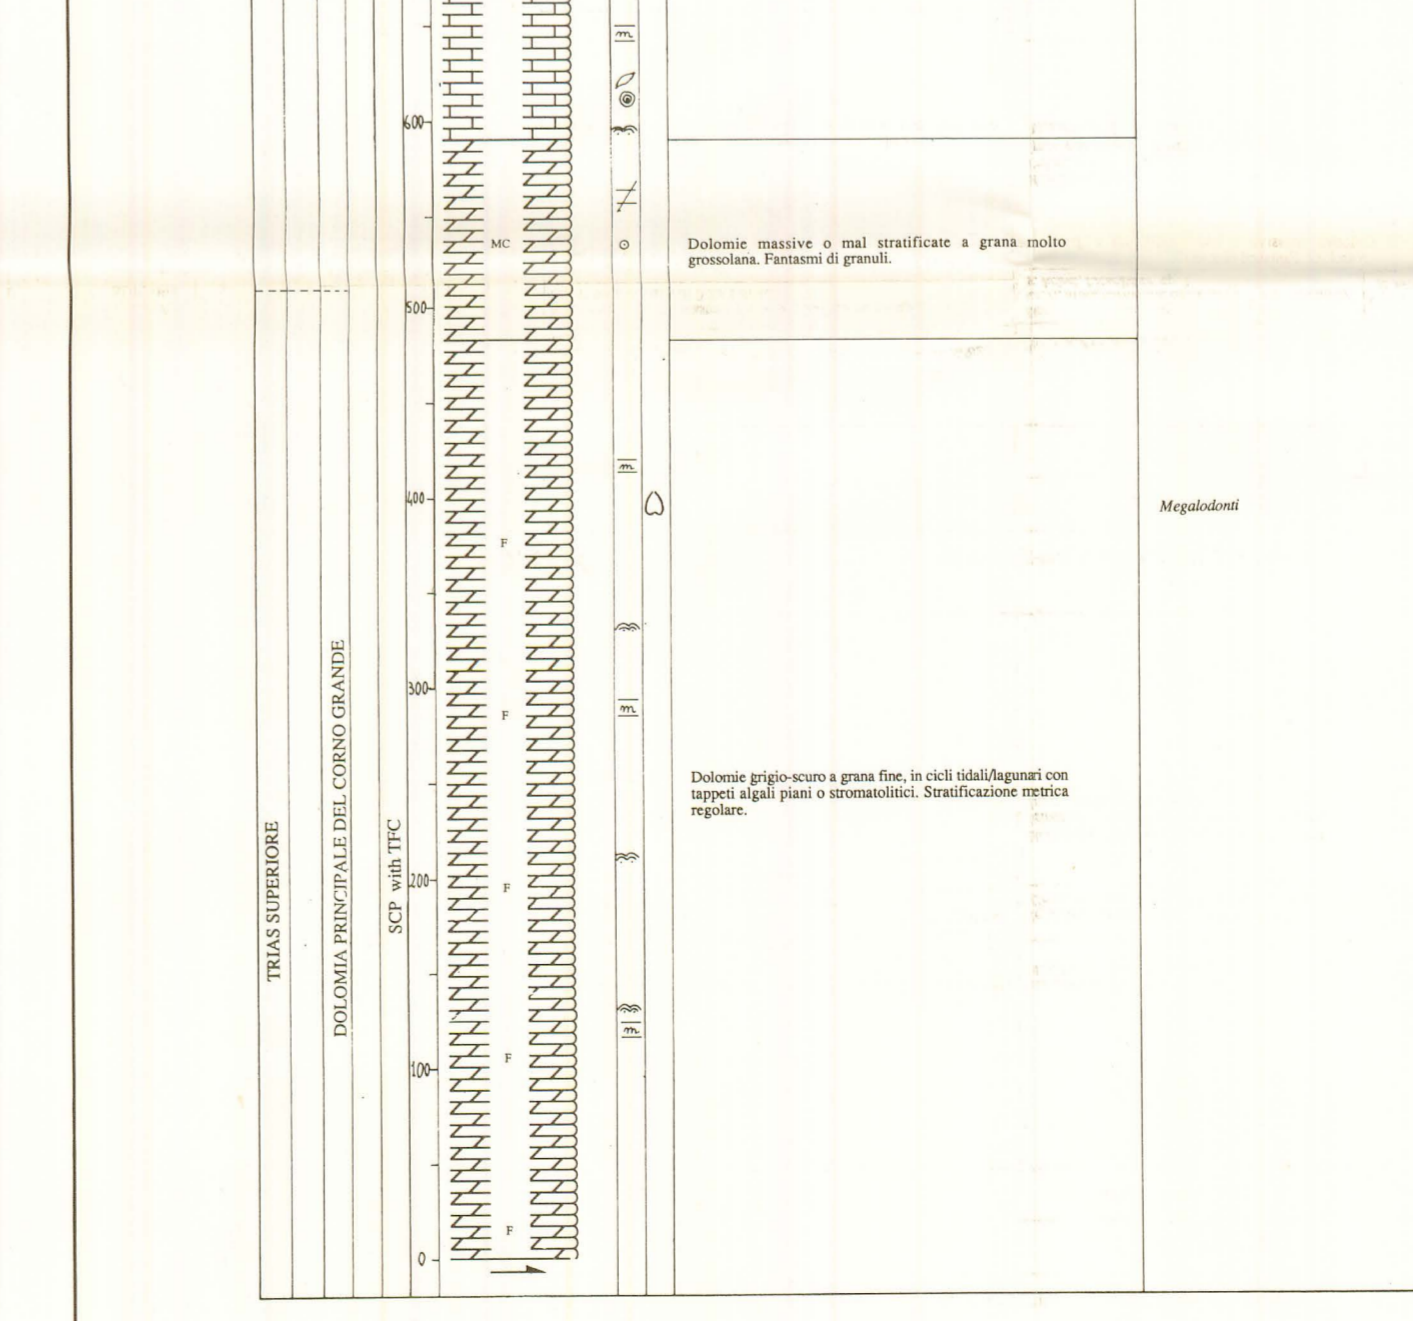 m
600
MC
Dolomie massive o mal stratificate a grana molto
grossolana. Fantasmi di granuli.
500
m
400
Megalodonti
F
300
F
m
DOLOMIA PRINCIPALE DEL CORNO GRANDE
Dolomie grigio-scuro a grana fine, in cicli tidali/lagunari con
tappeti algali piani o stromatolitici. Stratificazione metrica
regolare.
TRIAS SUPERIORE
SCP with TFC
200
F
m
100
F
F
0